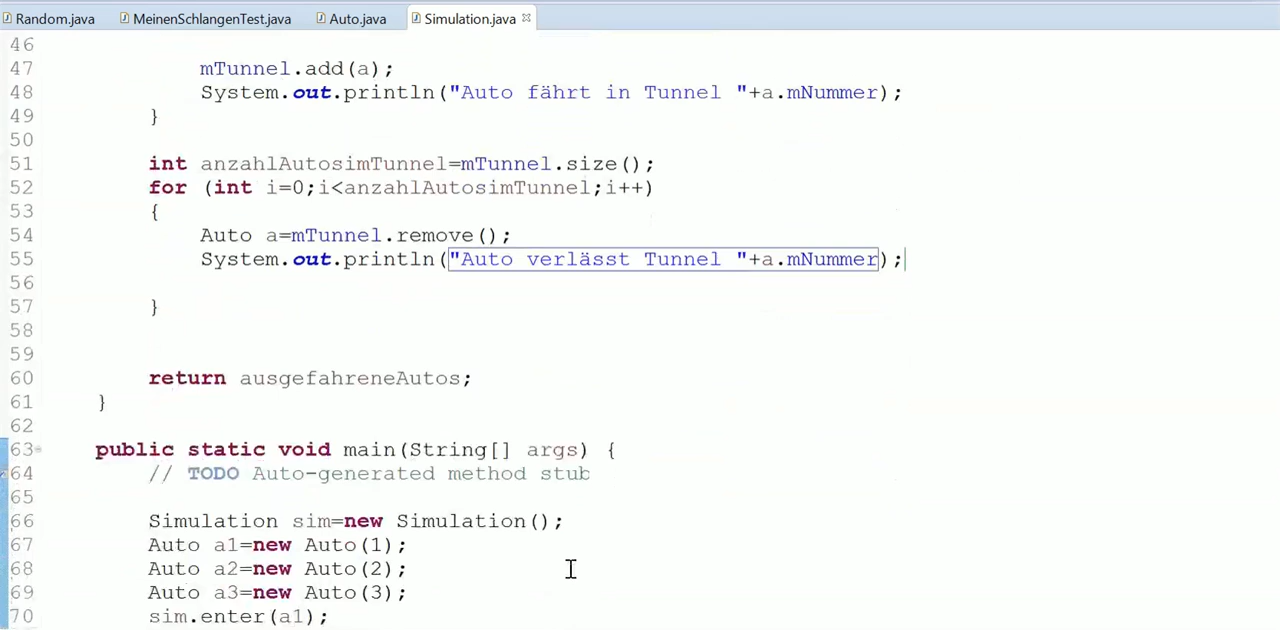 Random.java MeinenSchlangenTest.java Auto.java Simulation.java
46
47 mTunnel.add(a);
48 System.out.println("Auto fährt in Tunnel "+a.mNummer);
49 }
50
51 int anzahlAutosimTunnel=mTunnel.size();
52 for (int i=0;i<anzahlAutosimTunnel;i++)
53 {
54 Auto a=mTunnel.remove();
55 System.out.println("Auto verlässt Tunnel "+a.mNummer);
56
57 }
58
59
60 return ausgefahreneAutos;
61 }
62
63 public static void main(String[] args) {
64 // TODO Auto-generated method stub
65
66 Simulation sim=new Simulation();
67 Auto a1=new Auto(1);
68 Auto a2=new Auto(2);
69 Auto a3=new Auto(3);
70 sim.enter(a1);